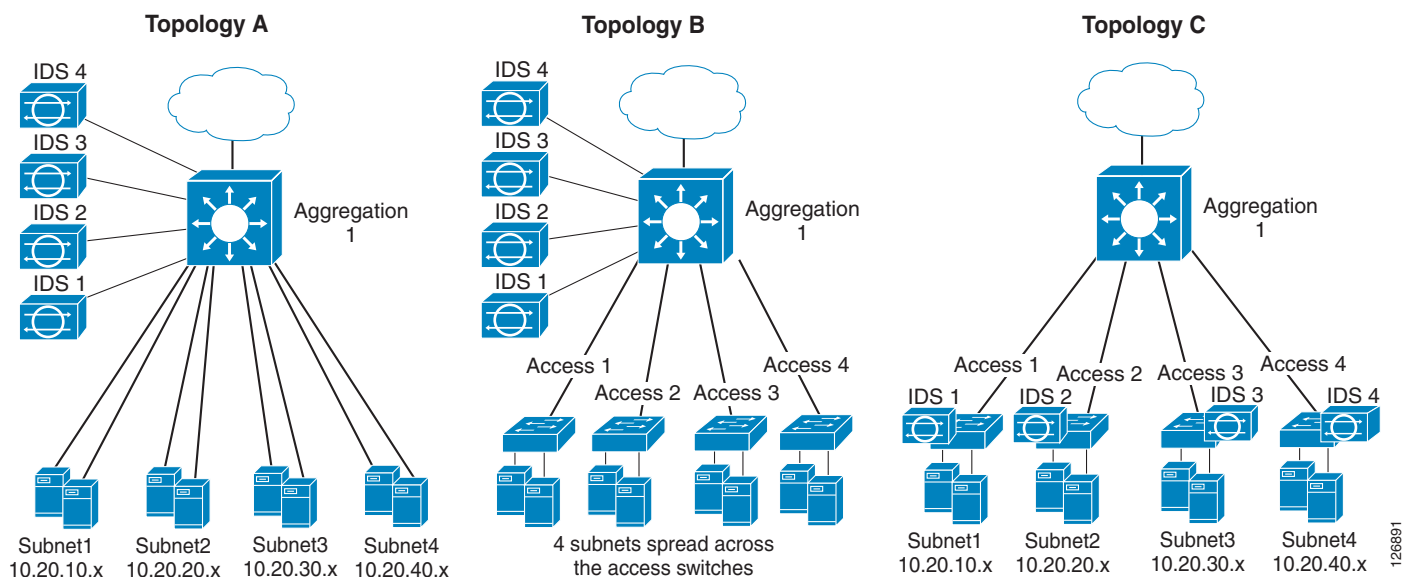 Topology A
IDS 4
IDS 3
IDS 2
IDS 1
Aggregation
1
Subnet1
10.20.10.x
Subnet2
10.20.20.x
Subnet3
10.20.30.x
Subnet4
10.20.40.x
Topology B
IDS 4
IDS 3
IDS 2
IDS 1
Aggregation
1
Access 1
Access 2
Access 3
Access 4
4 subnets spread across
the access switches
Topology C
Aggregation
1
Access 1
Access 2
Access 3
Access 4
IDS 1
IDS 2
IDS 3
IDS 4
Subnet1
10.20.10.x
Subnet2
10.20.20.x
Subnet3
10.20.30.x
Subnet4
10.20.40.x
126891